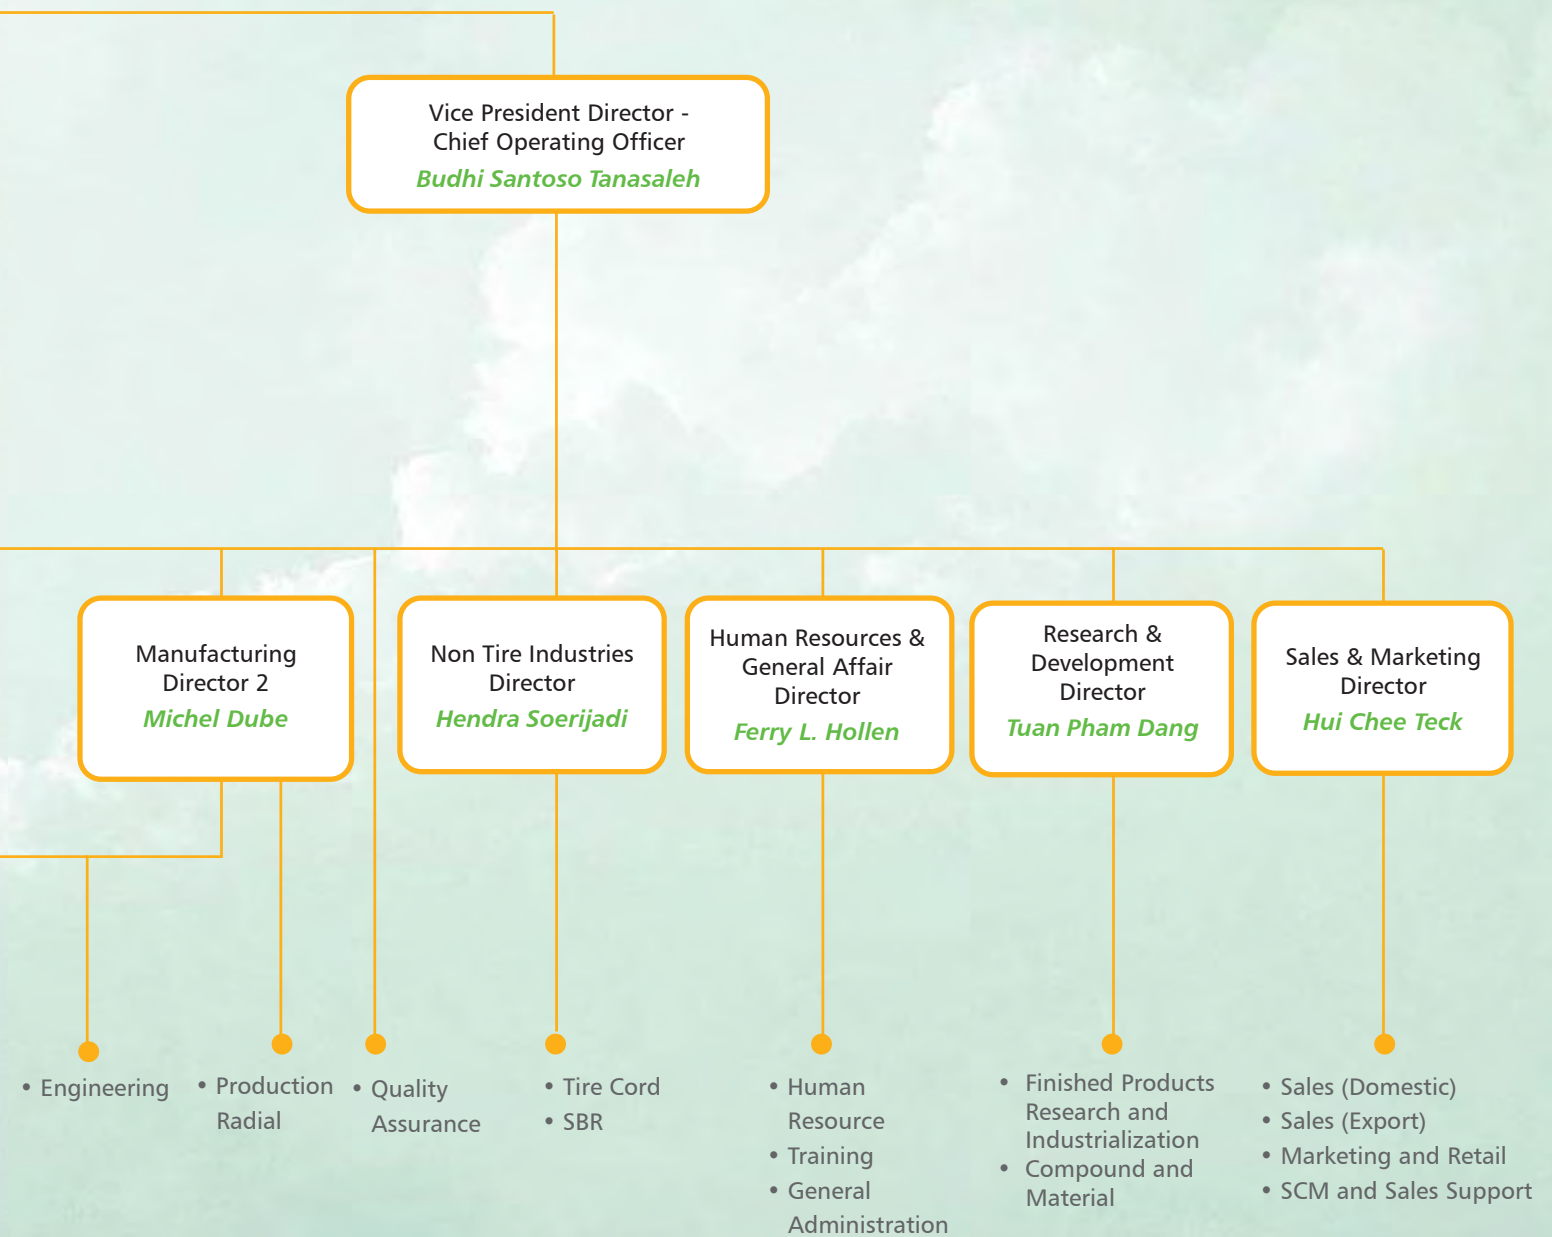 Vice President Director -
Chief Operating Officer
Budhi Santoso Tanasaleh
Manufacturing
Director 2
Michel Dube
Non Tire Industries
Director
Hendra Soerijadi
Human Resources &
General Affair
Director
Ferry L. Hollen
Research &
Development
Director
Tuan Pham Dang
Sales & Marketing
Director
Hui Chee Teck
• Engineering
• Production
Radial
• Quality
Assurance
• Tire Cord
• SBR
• Human
Resource
• Training
• General
Administration
• Finished Products
Research and
Industrialization
• Compound and
Material
• Sales (Domestic)
• Sales (Export)
• Marketing and Retail
• SCM and Sales Support